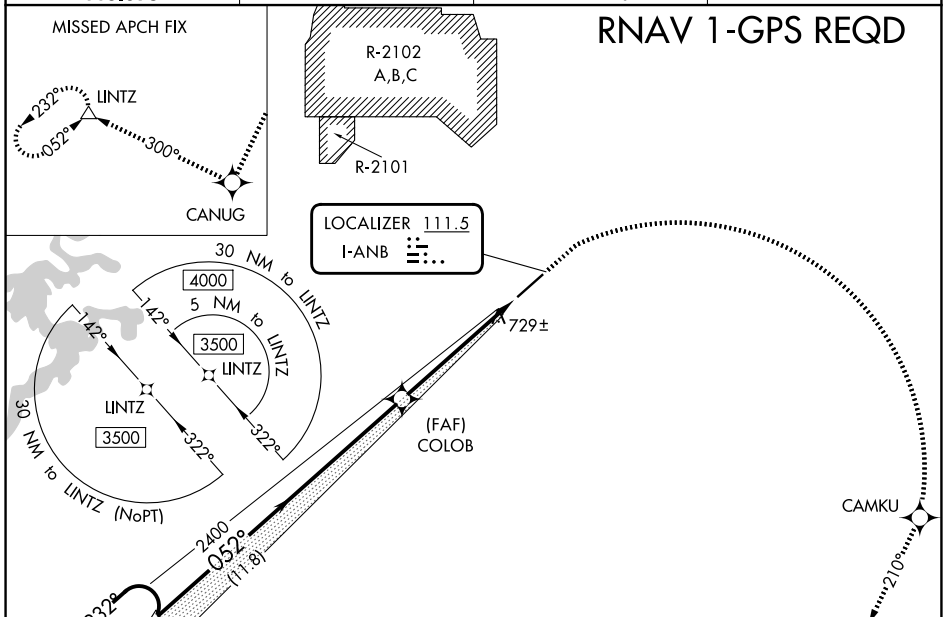 MISSED APCH FIX
RNAV 1-GPS REQD
R-2102
A,B,C
R-2101
232°
LINTZ
052°
300°
CANUG
LOCALIZER 111.5
I-ANB
30 NM to LINTZ
4000
142°
5 NM to LINTZ
3500
LINTZ
322°
142°
LINTZ
3500
322°
30 NM to LINTZ (NoPT)
729±
(FAF)
COLOB
CAMKU
210°
2400
052°
(11.8)